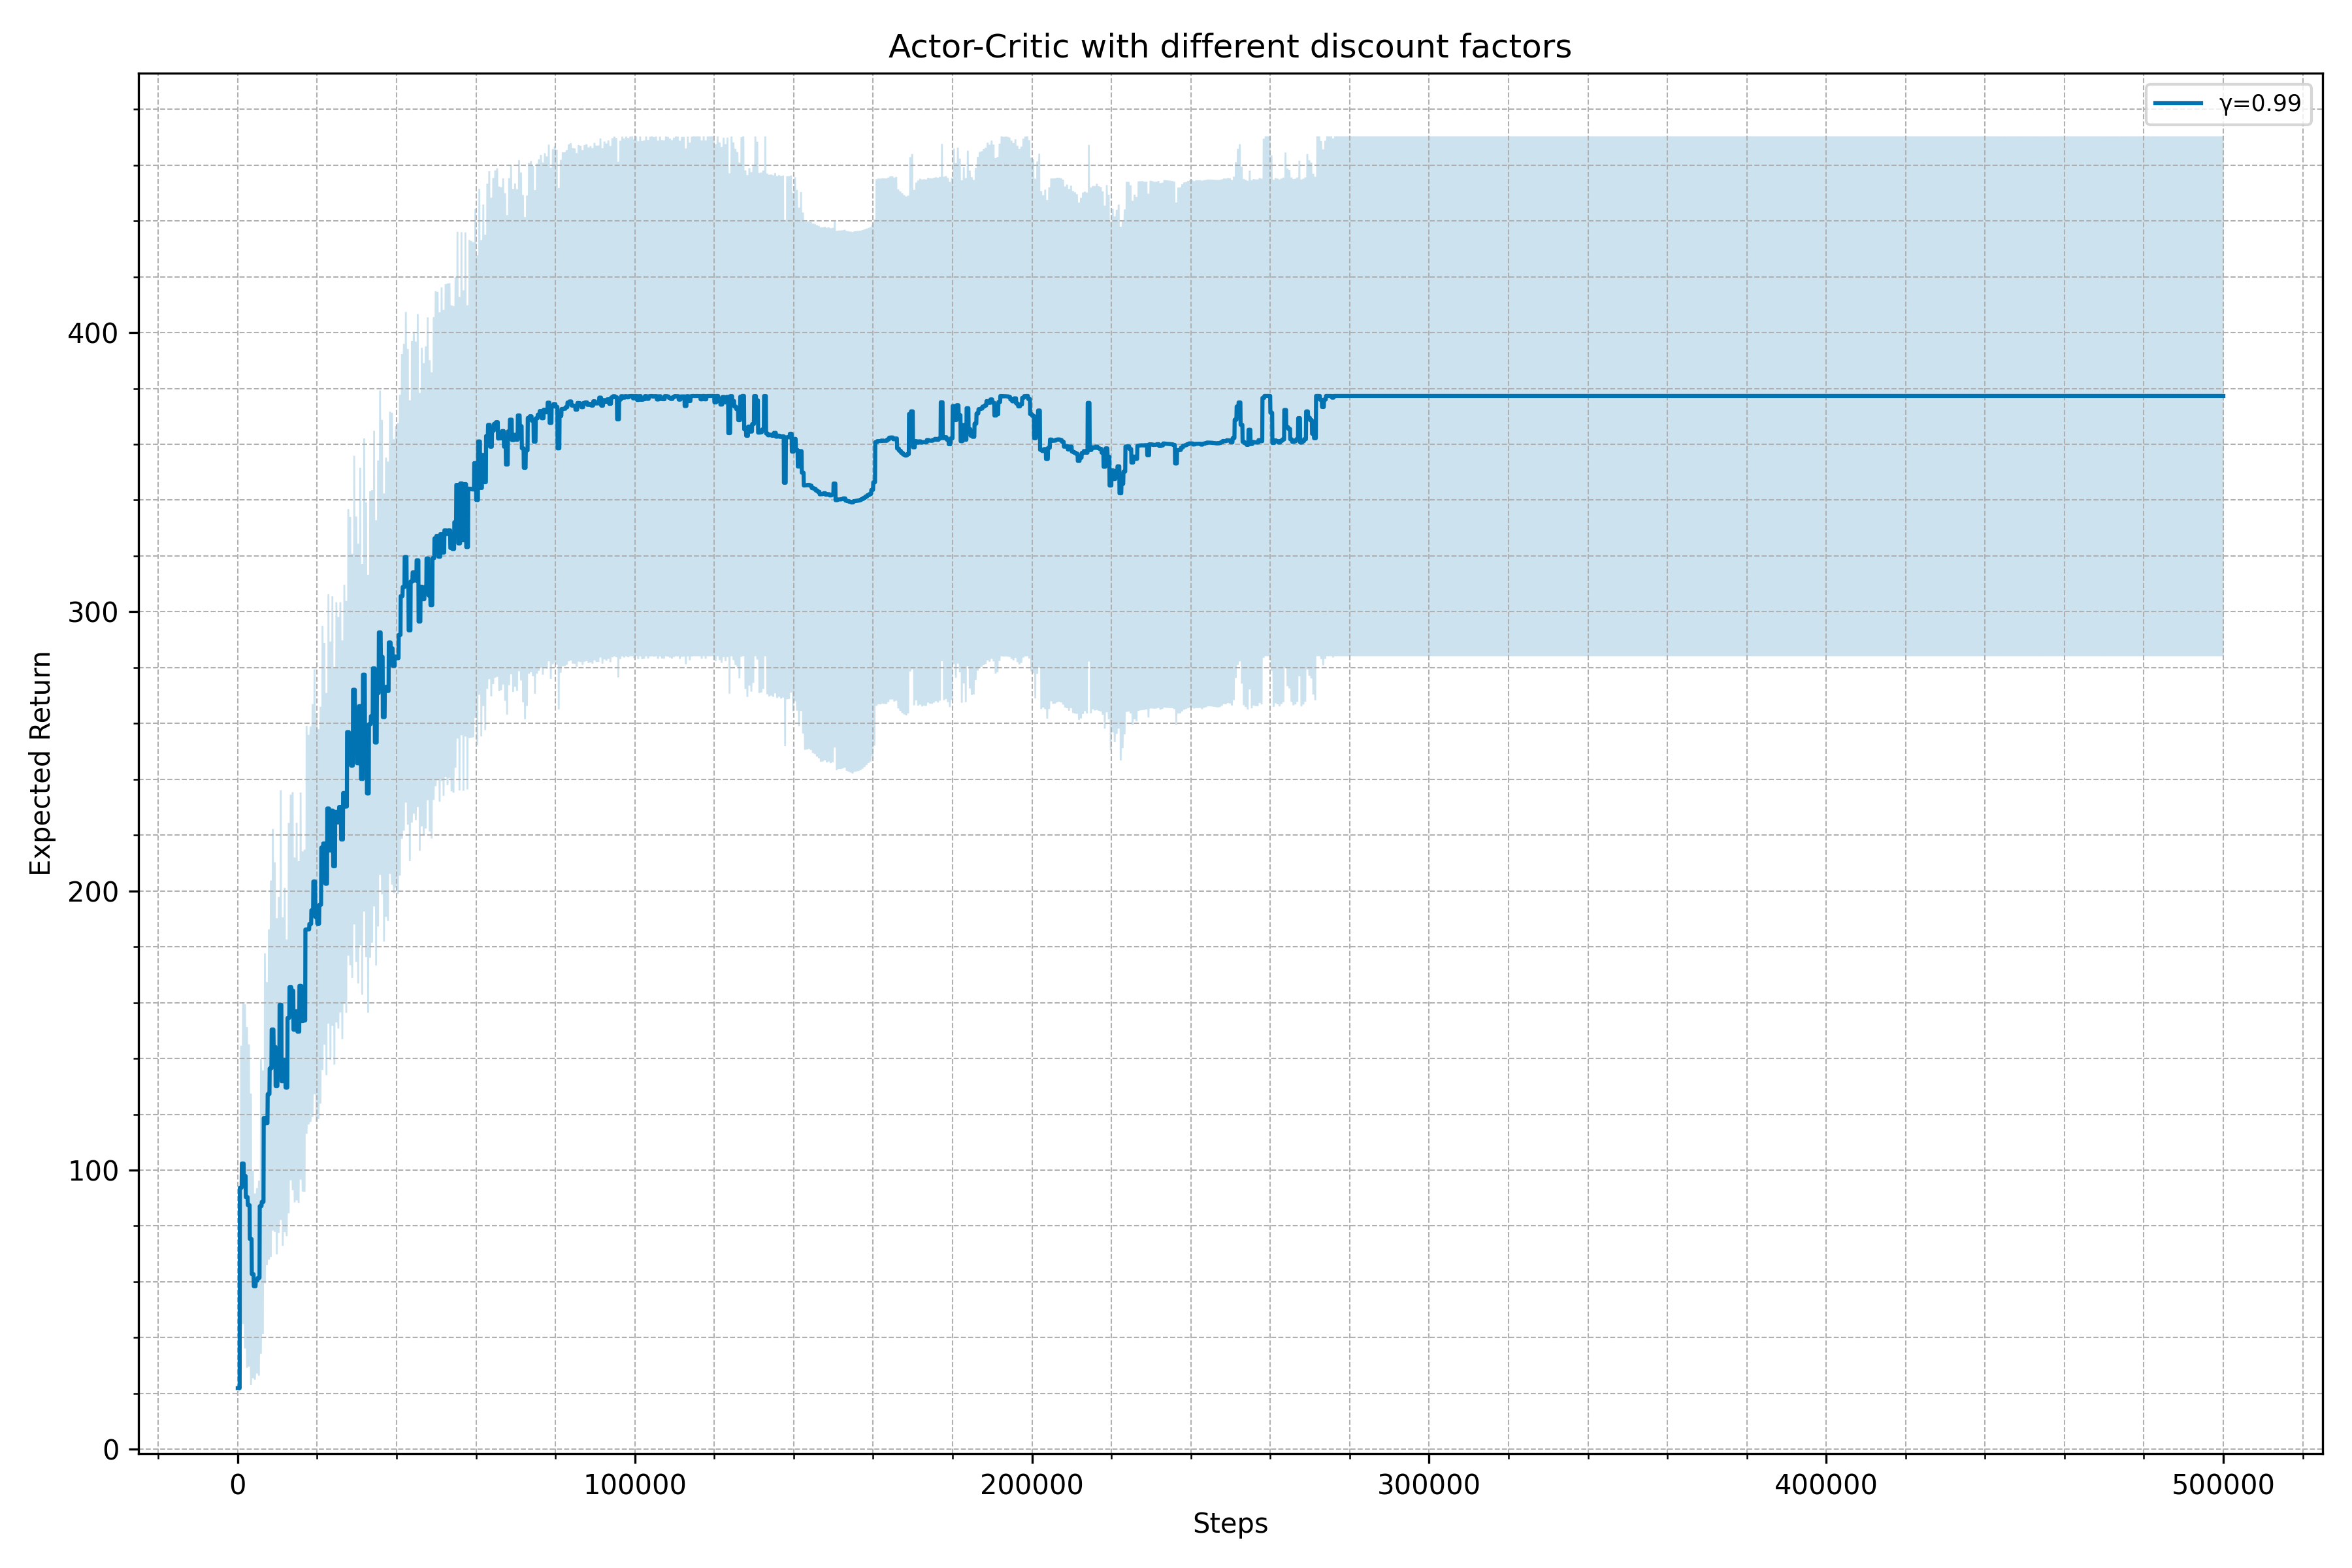 Actor-Critic with different discount factors
γ=0.99
Expected Return
400
300
200
100
0
0
100000
200000
300000
400000
500000
Steps